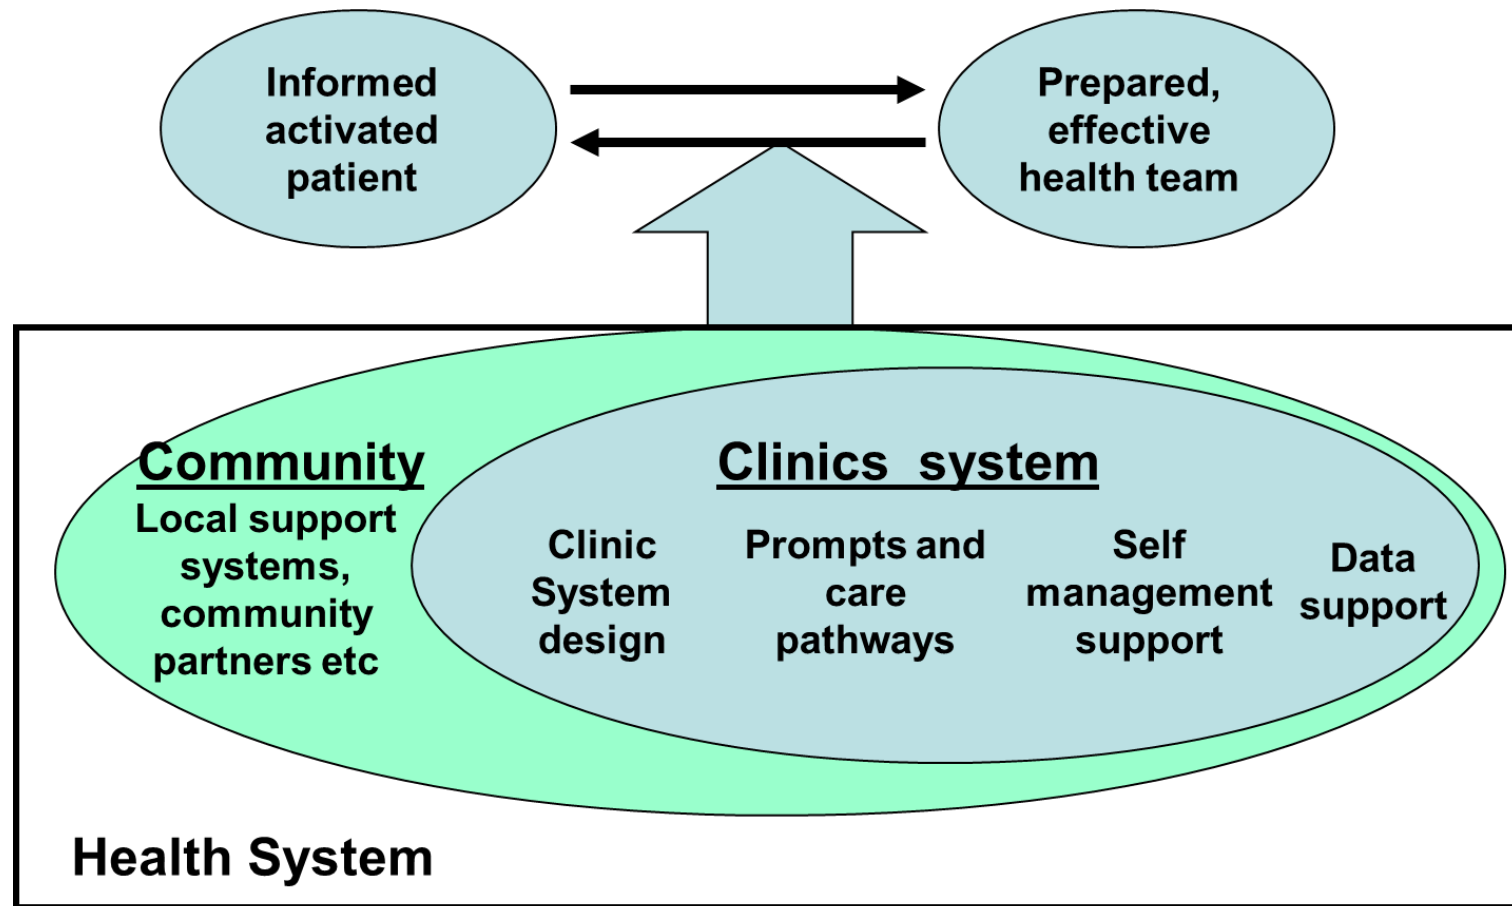 Informed
activated
patient
Prepared,
effective
health team
Community
Local support
systems,
community
partners etc
Clinics  system
Clinic
System
design
Prompts and
care
pathways
Self
management
support
Data
support
Health System